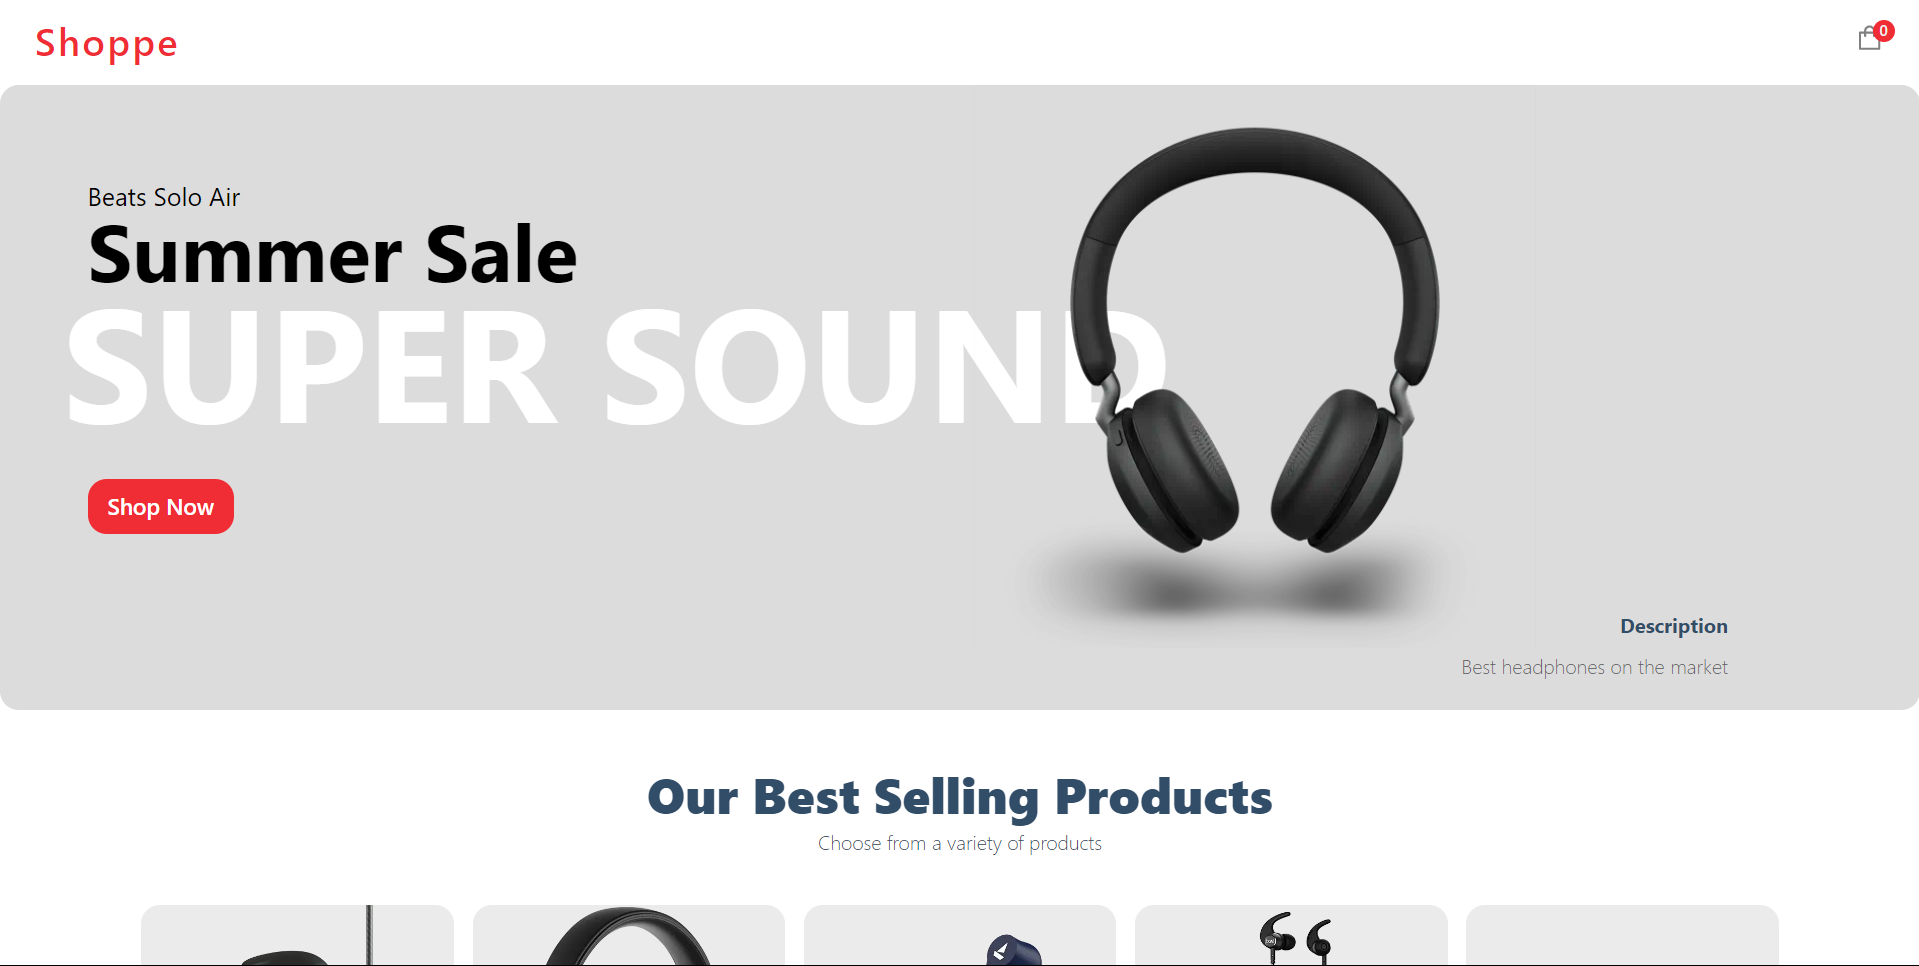 Shoppe
0
Beats Solo Air
Summer Sale
SUPER SOUND
Shop Now
Description
Best headphones on the market
Our Best Selling Products
Choose from a variety of products